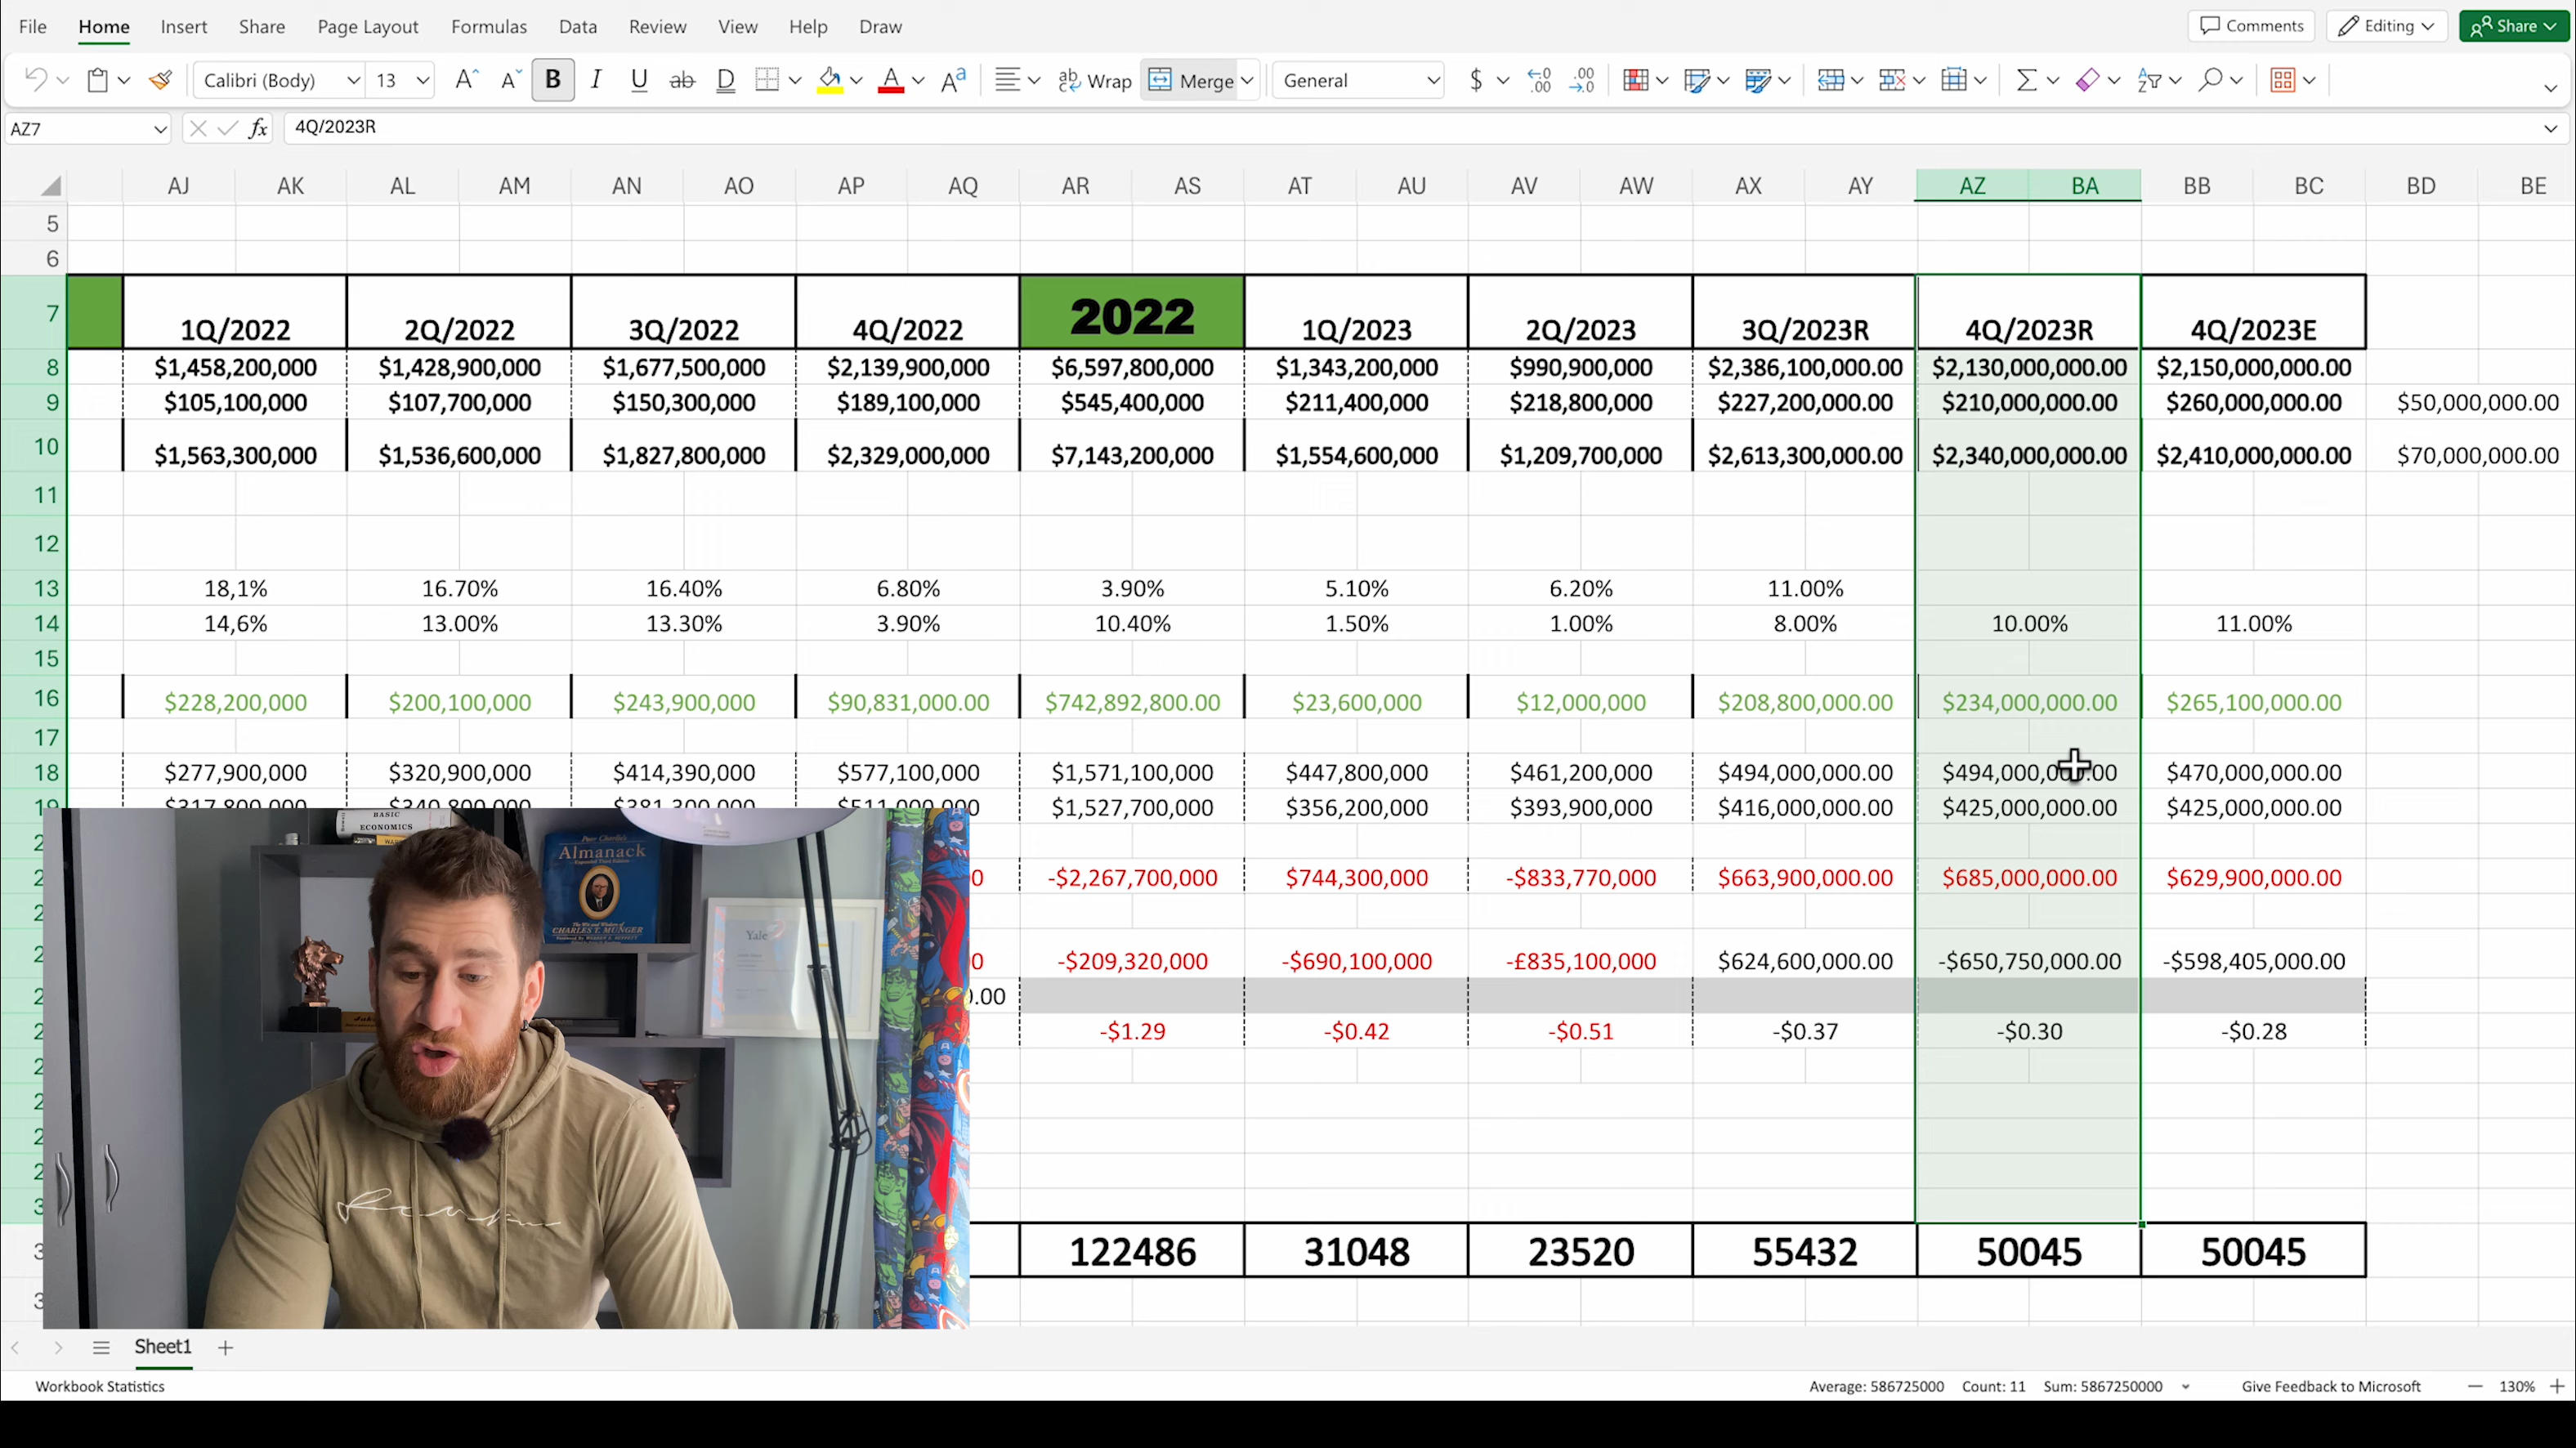 File Home Insert Share Page Layout Formulas Data Review View Help Draw Comments Editing Share
Calibri (Body) 13 B I U ab D A Wrap Merge General $
AZ7 fx 4Q/2023R
AJ AK AL AM AN AO AP AQ AR AS AT AU AV AW AX AY AZ BA BB BC BD BE
5
6
7 1Q/2022 2Q/2022 3Q/2022 4Q/2022 2022 1Q/2023 2Q/2023 3Q/2023R 4Q/2023R 4Q/2023E
8 $1,458,200,000 $1,428,900,000 $1,677,500,000 $2,139,900,000 $6,597,800,000 $1,343,200,000 $990,900,000 $2,386,100,000.00 $2,130,000,000.00 $2,150,000,000.00
9 $105,100,000 $107,700,000 $150,300,000 $189,100,000 $545,400,000 $211,400,000 $218,800,000 $227,200,000.00 $210,000,000.00 $260,000,000.00 $50,000,000.00
10 $1,563,300,000 $1,536,600,000 $1,827,800,000 $2,329,000,000 $7,143,200,000 $1,554,600,000 $1,209,700,000 $2,613,300,000.00 $2,340,000,000.00 $2,410,000,000.00 $70,000,000.00
11
12
13 18,1% 16.70% 16.40% 6.80% 3.90% 5.10% 6.20% 11.00%
14 14,6% 13.00% 13.30% 3.90% 10.40% 1.50% 1.00% 8.00% 10.00% 11.00%
15
16 $228,200,000 $200,100,000 $243,900,000 $90,831,000.00 $742,892,800.00 $23,600,000 $12,000,000 $208,800,000.00 $234,000,000.00 $265,100,000.00
17
18 $277,900,000 $320,900,000 $414,390,000 $577,100,000 $1,571,100,000 $447,800,000 $461,200,000 $494,000,000.00 $494,000,000.00 $470,000,000.00
19 $317,800,000 $340,800,000 $381,300,000 $511,000,000 $1,527,700,000 $356,200,000 $393,900,000 $416,000,000.00 $425,000,000.00 $425,000,000.00
0 -$2,267,700,000 $744,300,000 -$833,770,000 $663,900,000.00 $685,000,000.00 $629,900,000.00
0 -$209,320,000 -$690,100,000 -£835,100,000 $624,600,000.00 -$650,750,000.00 -$598,405,000.00
.00
-$1.29 -$0.42 -$0.51 -$0.37 -$0.30 -$0.28
122486 31048 23520 55432 50045 50045
BASIC
ECONOMICS
Poor Charlie's
Almanack
CHARLES T. MUNGER
Yale
Sheet1
Workbook Statistics Average: 586725000 Count: 11 Sum: 5867250000 Give Feedback to Microsoft 130%